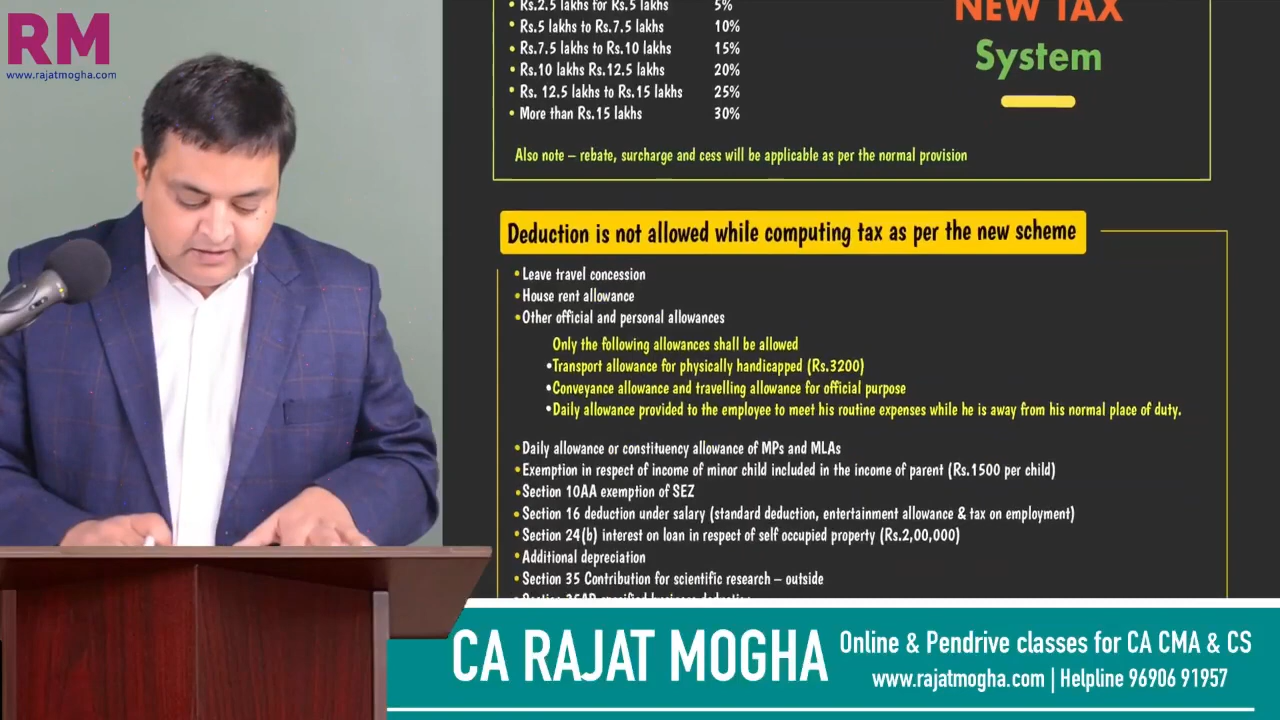 RM
www.rajatmogha.com
Rs.2.5 lakhs for Rs.5 lakhs 5%
Rs.5 lakhs to Rs.7.5 lakhs 10%
Rs.7.5 lakhs to Rs.10 lakhs 15%
Rs.10 lakhs Rs.12.5 lakhs 20%
Rs. 12.5 lakhs to Rs.15 lakhs 25%
More than Rs.15 lakhs 30%
NEW TAX
System
Also note – rebate, surcharge and cess will be applicable as per the normal provision
Deduction is not allowed while computing tax as per the new scheme
Leave travel concession
House rent allowance
Other official and personal allowances
Only the following allowances shall be allowed
Transport allowance for physically handicapped (Rs.3200)
Conveyance allowance and travelling allowance for official purpose
Daily allowance provided to the employee to meet his routine expenses while he is away from his normal place of duty.
Daily allowance or constituency allowance of MPs and MLAs
Exemption in respect of income of minor child included in the income of parent (Rs.1500 per child)
Section 10AA exemption of SEZ
Section 16 deduction under salary (standard deduction, entertainment allowance & tax on employment)
Section 24(b) interest on loan in respect of self occupied property (Rs.2,00,000)
Additional depreciation
Section 35 Contribution for scientific research – outside
CA RAJAT MOGHA
Online & Pendrive classes for CA CMA & CS
www.rajatmogha.com | Helpline 96906 91957